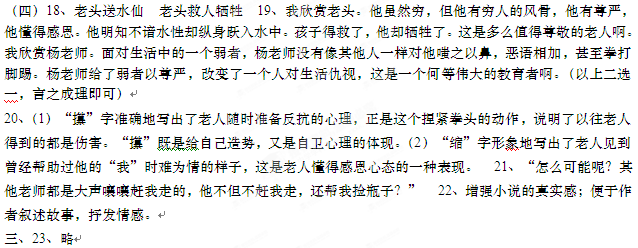 （四）18、老头送水仙　老头救人牺牲　19、我欣赏老头。他虽然穷，但他有穷人的风骨，他有尊严，
他懂得感恩。他明知不谙水性却纵身跃入水中。孩子得救了，他却牺牲了。这是多么值得尊敬的老人啊。
我欣赏杨老师。面对生活中的一个弱者，杨老师没有像其他人一样对他嗤之以鼻，恶语相加，甚至拳打
脚踢。杨老师给了弱者以尊严，改变了一个人对生活仇视，这是一个何等伟大的教育者啊。（以上二选
一，言之成理即可）
20、（1）“攥”字准确地写出了老人随时准备反抗的心理，正是这个捏紧拳头的动作，说明了以往老人
得到的都是伤害。“攥”既是给自己造势，又是自卫心理的体现。（2）“缩”字形象地写出了老人见到
曾经帮助过他的“我”时难为情的样子，这是老人懂得感恩心态的一种表现。　21、“怎么可能呢？其
他老师都是大声嚷嚷赶我走的，他不但不赶我走，还帮我捡瓶子？”　22、增强小说的真实感；便于作
者叙述故事，抒发情感。
三、23、略